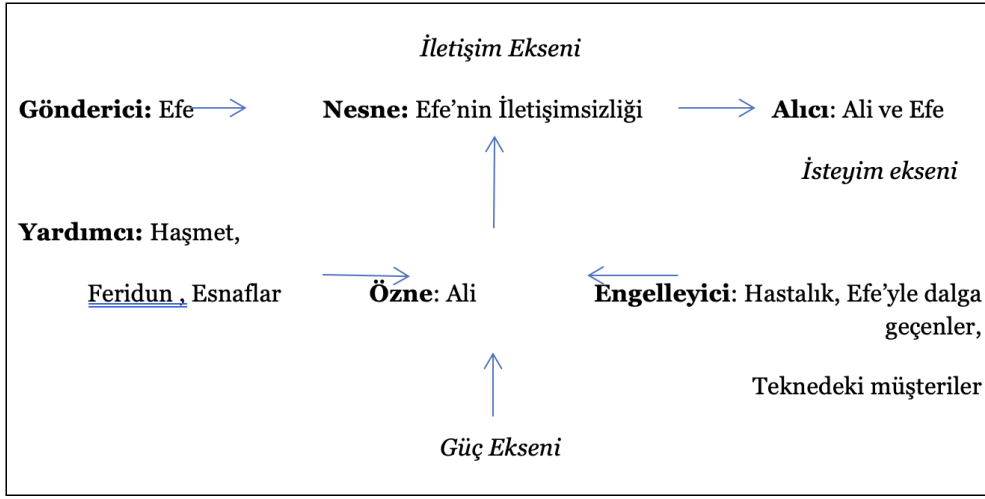 İletişim Ekseni
Gönderici: Efe Nesne: Efe’nin İletişimsizliği Alıcı: Ali ve Efe
İsteyim ekseni
Yardımcı: Haşmet,
Feridun , Esnaflar Özne: Ali Engelleyici: Hastalık, Efe’yle dalga
geçenler,
Teknedeki müşteriler
Güç Ekseni